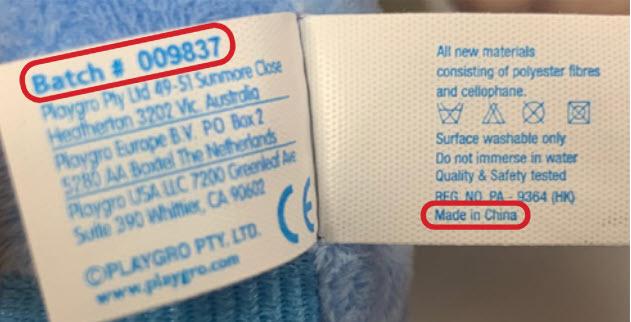 Batch # 009837
Playgro Pty Ltd 49-51 Sunmore Close
Heatherton 3202 Vic. Australia
Playgro Europe B.V. PO Box 2
5280 AA Boxtel The Netherlands
Playgro USA LLC 7200 Greenleaf Ave
Suite 390 Whittier, CA 90602
CE
©PLAYGRO PTY. LTD.
www.playgro.com
All new materials
consisting of polyester fibres
and cellophane.
Surface washable only
Do not immerse in water
Quality & Safety tested
REG. NO. PA - 9364 (HK)
Made in China